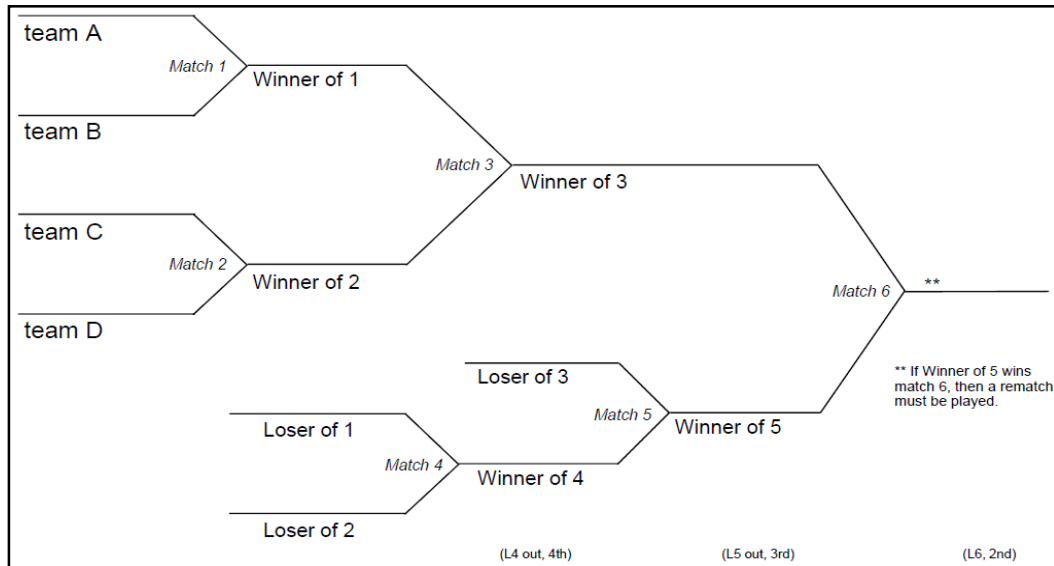 team A
Match 1
Winner of 1
team B
Match 3
Winner of 3
team C
Match 2
Winner of 2
team D
Match 6
**
** If Winner of 5 wins
match 6, then a rematch
must be played.
Loser of 3
Match 5
Winner of 5
Loser of 1
Match 4
Winner of 4
Loser of 2
(L4 out, 4th)
(L5 out, 3rd)
(L6, 2nd)